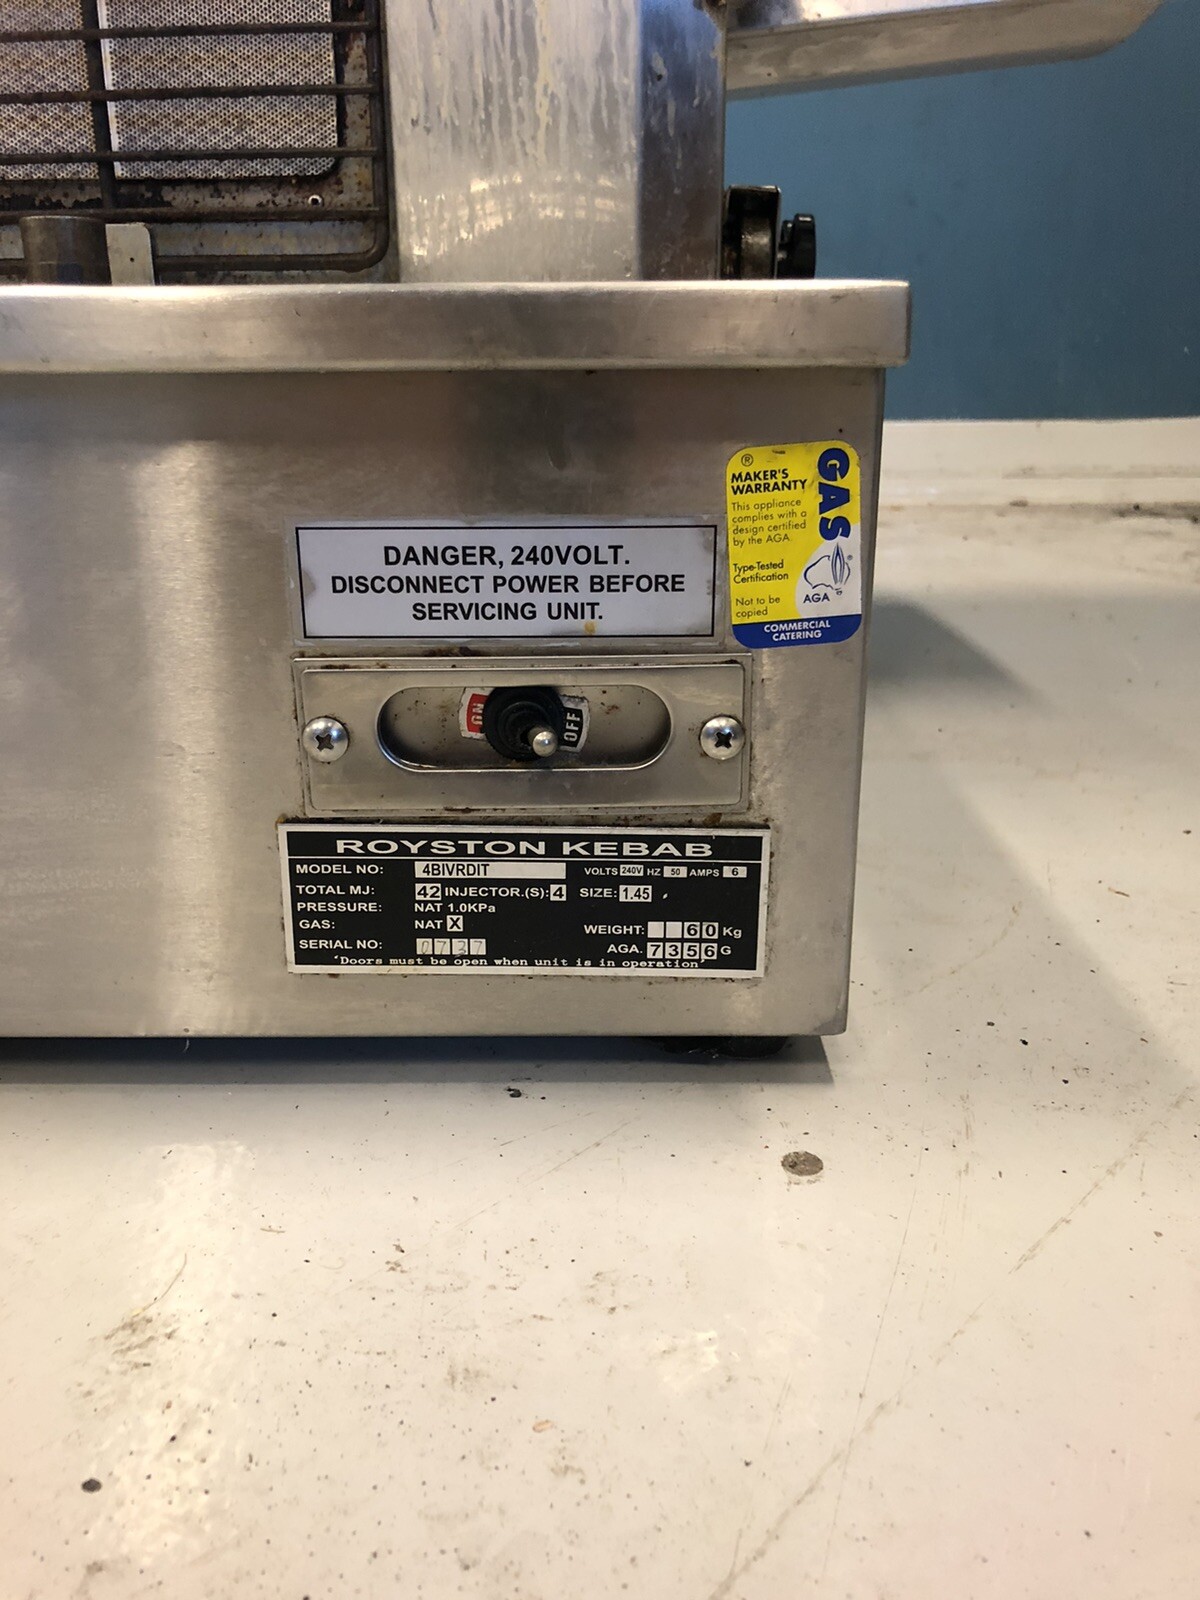 ®
MAKER'S
WARRANTY
This appliance
complies with a
design certified
by the AGA.
Type-Tested
Certification
Not to be
copied
GAS
®
AGA
COMMERCIAL
CATERING
DANGER, 240VOLT.
DISCONNECT POWER BEFORE
SERVICING UNIT.
ON OFF
ROYSTON KEBAB
MODEL NO: 4BIVRDIT VOLTS 240V HZ 50 AMPS 6
TOTAL MJ: 42 INJECTOR.(S): 4 SIZE: 1.45
PRESSURE: NAT 1.0KPa
GAS: NAT X WEIGHT: 60 Kg
SERIAL NO: 0737 AGA. 7356 G
'Doors must be open when unit is in operation'